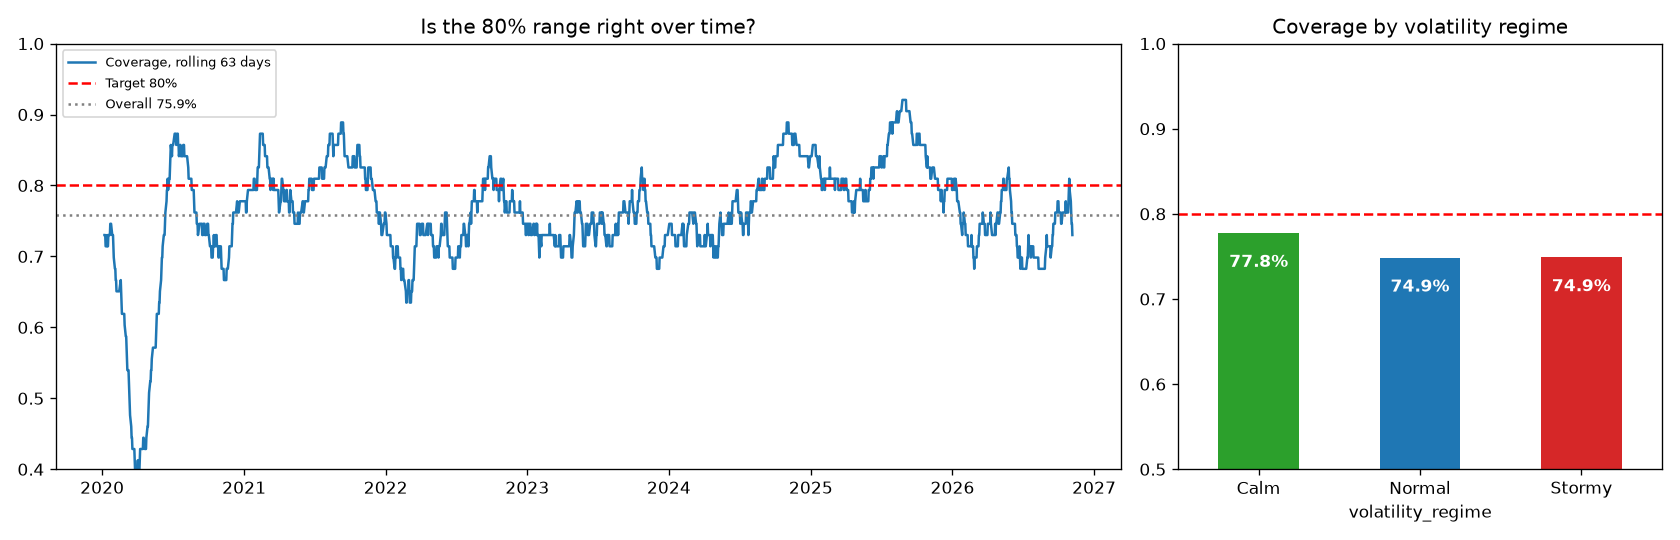 Is the 80% range right over time?
1.0
0.9
0.8
0.7
0.6
0.5
0.4
Coverage, rolling 63 days
Target 80%
Overall 75.9%
2020 2021 2022 2023 2024 2025 2026 2027
Coverage by volatility regime
1.0
0.9
0.8
0.7
0.6
0.5
77.8% 74.9% 74.9%
Calm Normal Stormy
volatility_regime